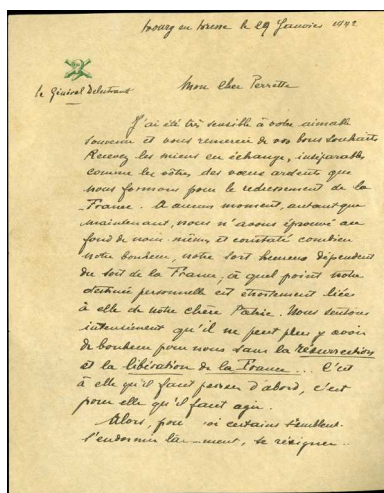 Bourg en Bresse le 29 Janvier 1942
Le Général Delestraint
Mon cher Perrette
J'ai été très sensible à votre aimable
souvenir et vous remercie de vos bons souhaits
Recevez les miens en échange, inséparables
comme les vôtres, des vœux ardents que
nous formons pour le redressement de la
France. A aucun moment, autant que
maintenant, nous n'avons éprouvé au
fond de nous-mêmes et constaté combien
notre bonheur, notre sort heureux dépendent
du sort de la France, à quel point notre
destinée personnelle est étroitement liée
à elle de notre chère Patrie. Nous sentons
intensément qu'il ne peut plus y avoir
de bonheur pour nous sans la résurrection
et la libération de la France... C'est
à elle qu'il faut penser d'abord, c'est
pour elle qu'il faut agir.
Alors, certains semblent
s'endormir se résigner..